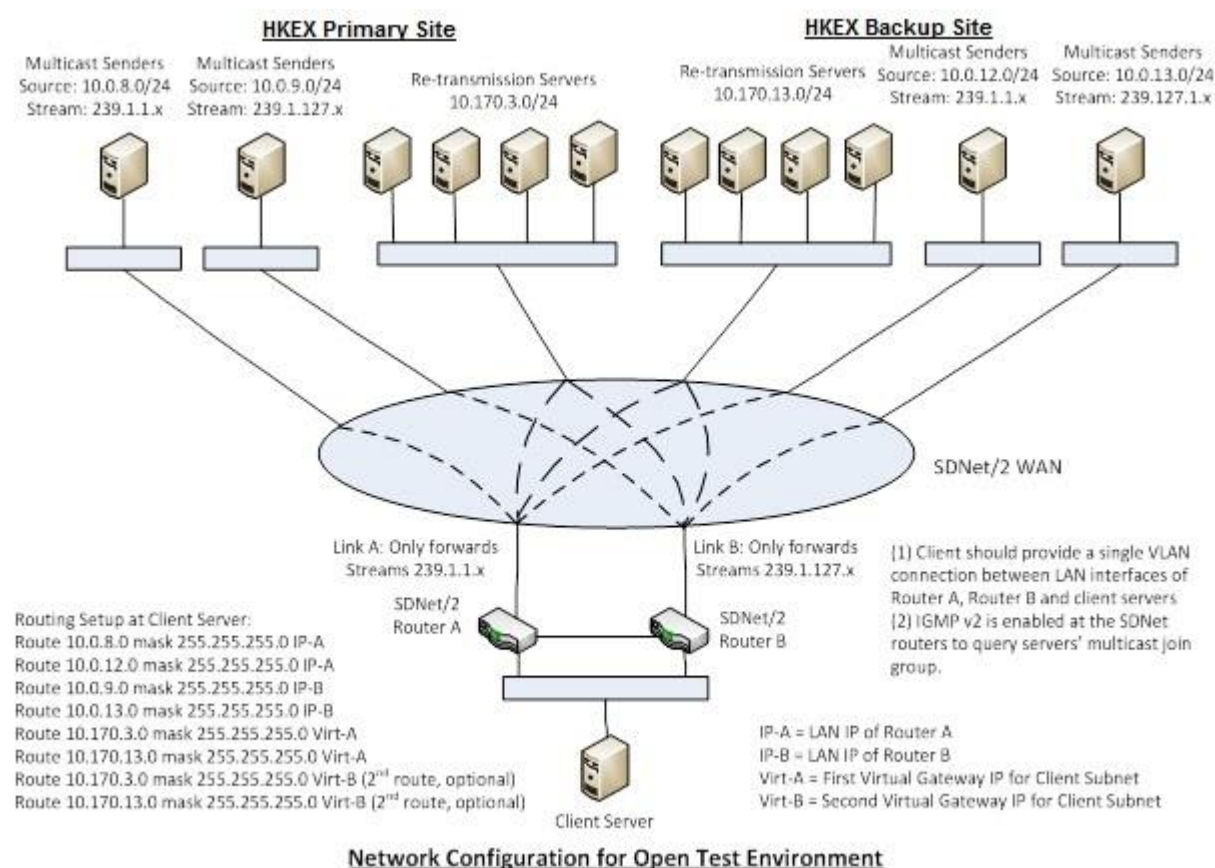 HKEX Primary Site
HKEX Backup Site
Multicast Senders
Source: 10.0.8.0/24
Stream: 239.1.1.x
Multicast Senders
Source: 10.0.9.0/24
Stream: 239.1.127.x
Re-transmission Servers
10.170.3.0/24
Re-transmission Servers
10.170.13.0/24
Multicast Senders
Source: 10.0.12.0/24
Stream: 239.1.1.x
Multicast Senders
Source: 10.0.13.0/24
Stream: 239.127.1.x
SDNet/2 WAN
Link A: Only forwards
Streams 239.1.1.x
Link B: Only forwards
Streams 239.1.127.x
(1) Client should provide a single VLAN
connection between LAN interfaces of
Router A, Router B and client servers
(2) IGMP v2 is enabled at the SDNet
routers to query servers' multicast join
group.
SDNet/2
Router A
SDNet/2
Router B
Routing Setup at Client Server:
Route 10.0.8.0 mask 255.255.255.0 IP-A
Route 10.0.12.0 mask 255.255.255.0 IP-A
Route 10.0.9.0 mask 255.255.255.0 IP-B
Route 10.0.13.0 mask 255.255.255.0 IP-B
Route 10.170.3.0 mask 255.255.255.0 Virt-A
Route 10.170.13.0 mask 255.255.255.0 Virt-A
Route 10.170.3.0 mask 255.255.255.0 Virt-B (2nd route, optional)
Route 10.170.13.0 mask 255.255.255.0 Virt-B (2nd route, optional)
IP-A = LAN IP of Router A
IP-B = LAN IP of Router B
Virt-A = First Virtual Gateway IP for Client Subnet
Virt-B = Second Virtual Gateway IP for Client Subnet
Client Server
Network Configuration for Open Test Environment